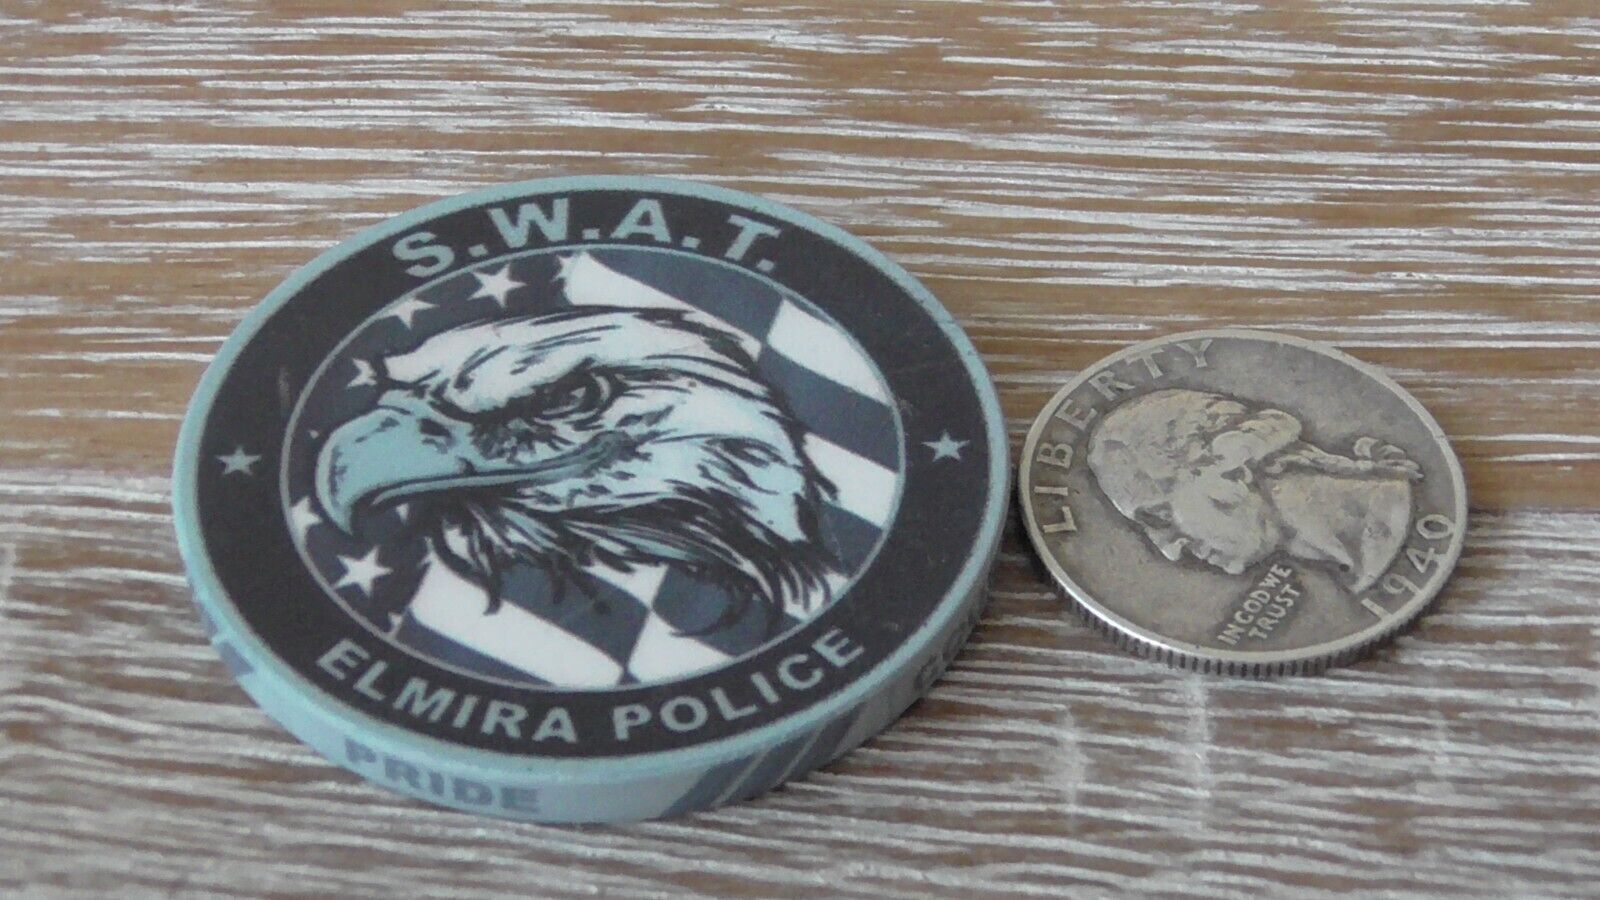 S.W.A.T.
ELMIRA POLICE
PRIDE
LIBERTY
IN GOD WE
TRUST
1940